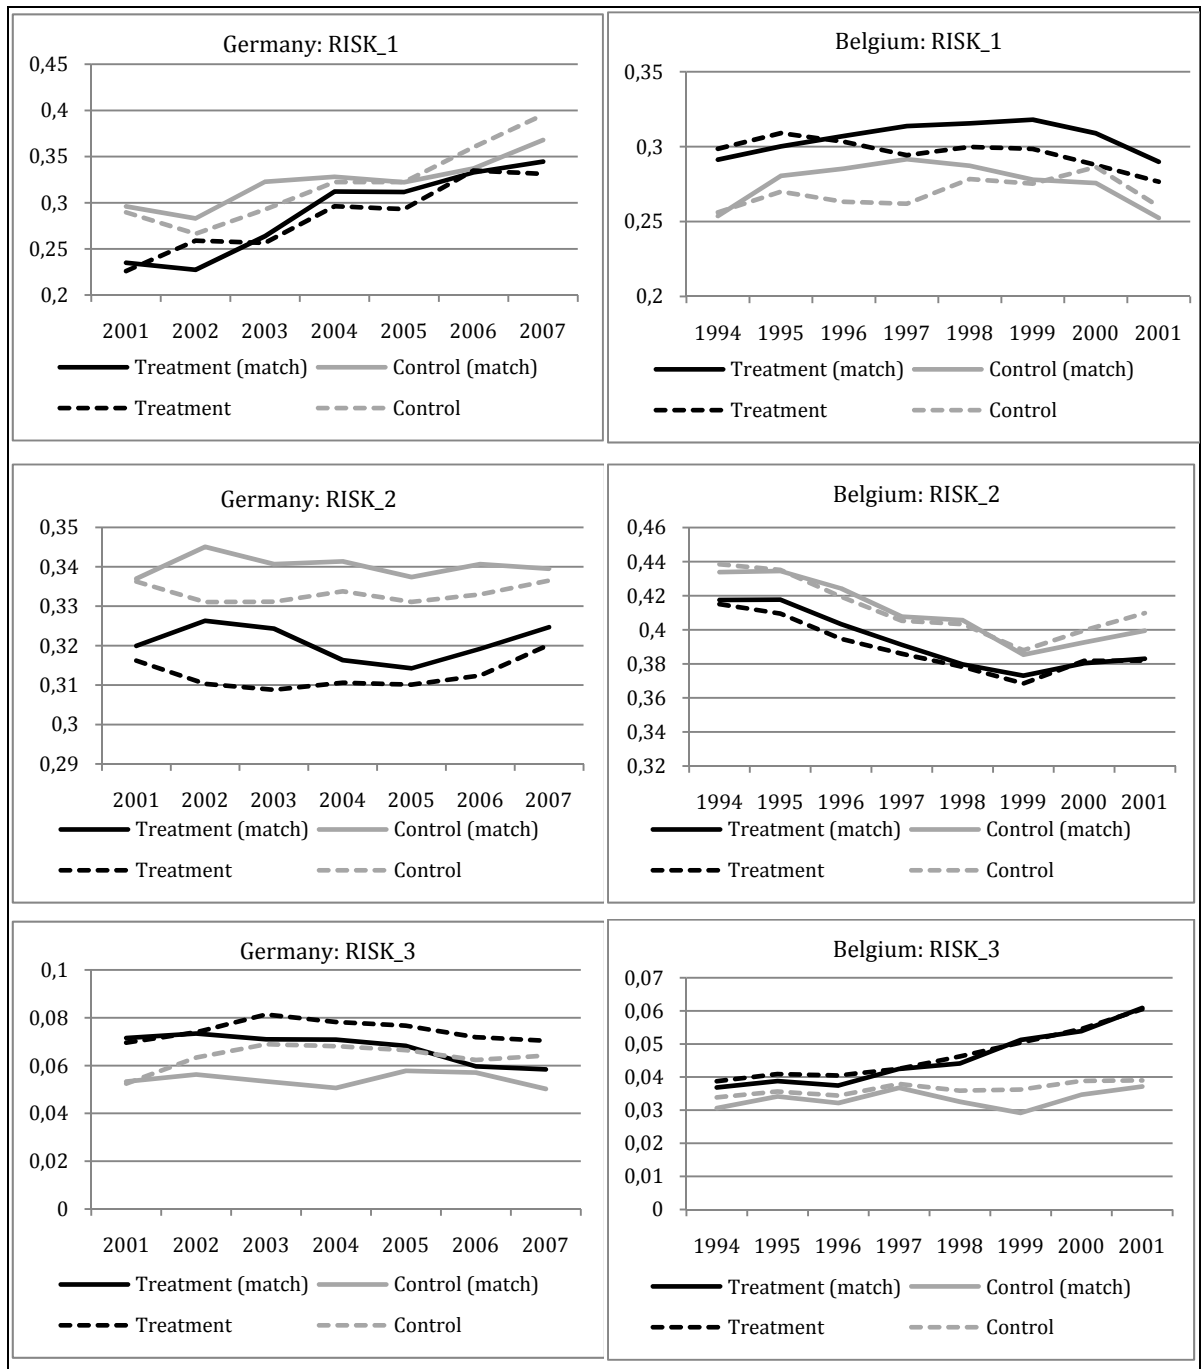 Germany: RISK_1
0,45
0,4
0,35
0,3
0,25
0,2
2001 2002 2003 2004 2005 2006 2007
Treatment (match) Control (match)
Treatment Control
Belgium: RISK_1
0,35
0,3
0,25
0,2
1994 1995 1996 1997 1998 1999 2000 2001
Treatment (match) Control (match)
Treatment Control
Germany: RISK_2
0,35
0,34
0,33
0,32
0,31
0,3
0,29
2001 2002 2003 2004 2005 2006 2007
Treatment (match) Control (match)
Treatment Control
Belgium: RISK_2
0,46
0,44
0,42
0,4
0,38
0,36
0,34
0,32
1994 1995 1996 1997 1998 1999 2000 2001
Treatment (match) Control (match)
Treatment Control
Germany: RISK_3
0,1
0,08
0,06
0,04
0,02
0
2001 2002 2003 2004 2005 2006 2007
Treatment (match) Control (match)
Treatment Control
Belgium: RISK_3
0,07
0,06
0,05
0,04
0,03
0,02
0,01
0
1994 1995 1996 1997 1998 1999 2000 2001
Treatment (match) Control (match)
Treatment Control